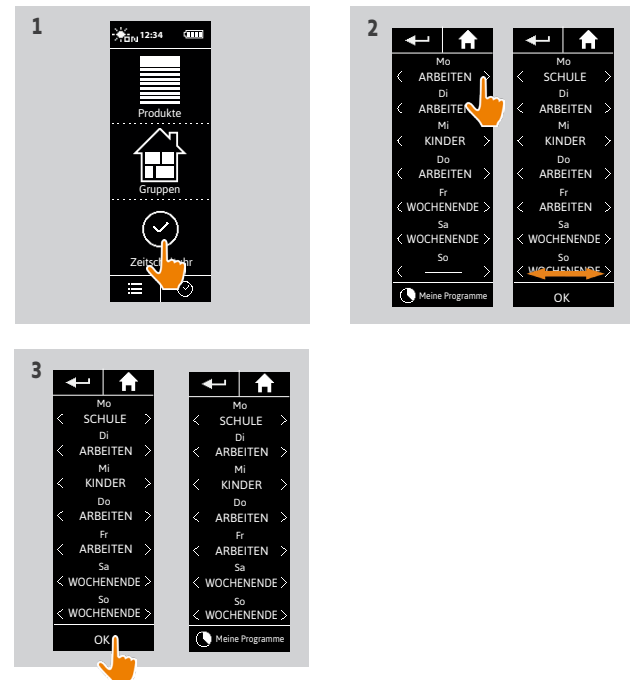 1
ON 12:34
Produkte
Gruppen
2
Mo
ARBEITEN
Di
ARBEITEN
Mi
KINDER
Do
ARBEITEN
Fr
WOCHENENDE
Sa
WOCHENENDE
So
Meine Programme
Mo
SCHULE
Di
ARBEITEN
Mi
KINDER
Do
ARBEITEN
Fr
ARBEITEN
Sa
WOCHENENDE
So
WOCHENENDE
OK
3
Mo
SCHULE
Di
ARBEITEN
Mi
KINDER
Do
ARBEITEN
Fr
ARBEITEN
Sa
WOCHENENDE
So
WOCHENENDE
OK
Mo
SCHULE
Di
ARBEITEN
Mi
KINDER
Do
ARBEITEN
Fr
ARBEITEN
Sa
WOCHENENDE
So
WOCHENENDE
Meine Programme